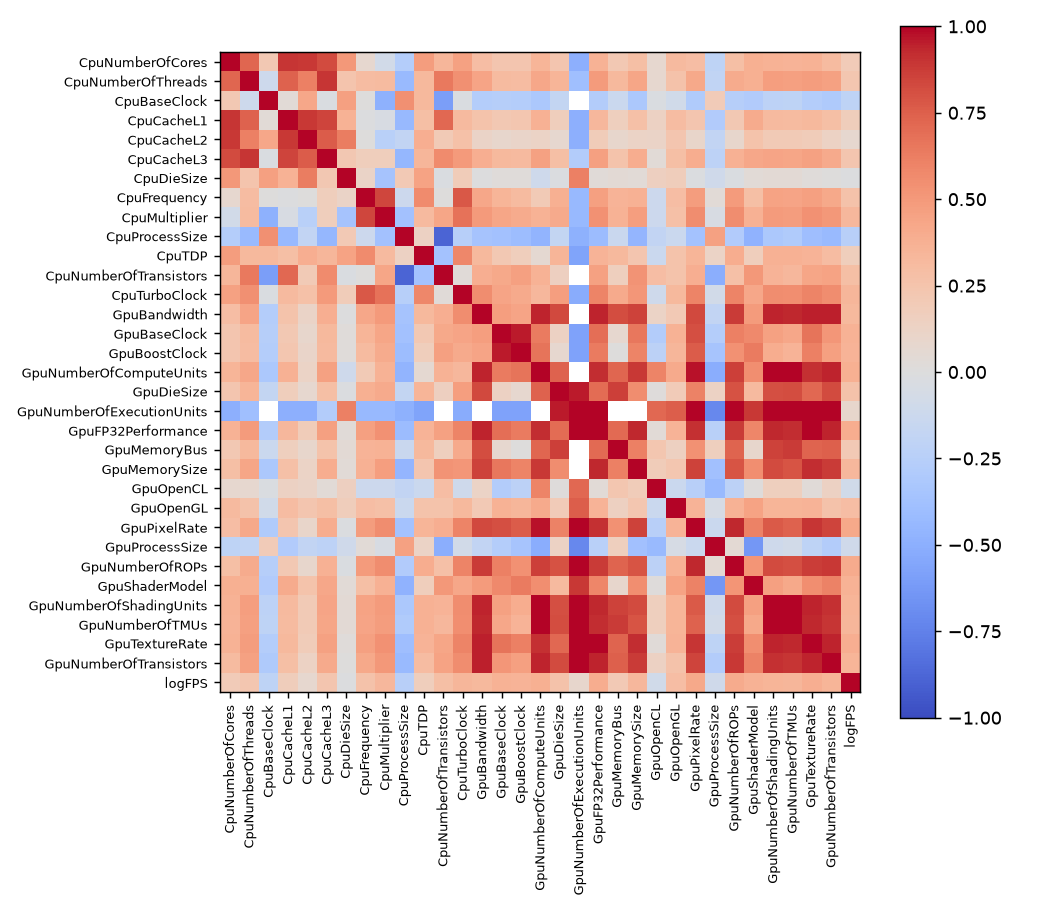 CpuNumberOfCores
CpuNumberOfThreads
CpuBaseClock
CpuCacheL1
CpuCacheL2
CpuCacheL3
CpuDieSize
CpuFrequency
CpuMultiplier
CpuProcessSize
CpuTDP
CpuNumberOfTransistors
CpuTurboClock
GpuBandwidth
GpuBaseClock
GpuBoostClock
GpuNumberOfComputeUnits
GpuDieSize
GpuNumberOfExecutionUnits
GpuFP32Performance
GpuMemoryBus
GpuMemorySize
GpuOpenCL
GpuOpenGL
GpuPixelRate
GpuProcessSize
GpuNumberOfROPs
GpuShaderModel
GpuNumberOfShadingUnits
GpuNumberOfTMUs
GpuTextureRate
GpuNumberOfTransistors
logFPS
CpuNumberOfCores
CpuNumberOfThreads
CpuBaseClock
CpuCacheL1
CpuCacheL2
CpuCacheL3
CpuDieSize
CpuFrequency
CpuMultiplier
CpuProcessSize
CpuTDP
CpuNumberOfTransistors
CpuTurboClock
GpuBandwidth
GpuBaseClock
GpuBoostClock
GpuNumberOfComputeUnits
GpuDieSize
GpuNumberOfExecutionUnits
GpuFP32Performance
GpuMemoryBus
GpuMemorySize
GpuOpenCL
GpuOpenGL
GpuPixelRate
GpuProcessSize
GpuNumberOfROPs
GpuShaderModel
GpuNumberOfShadingUnits
GpuNumberOfTMUs
GpuTextureRate
GpuNumberOfTransistors
logFPS
1.00
0.75
0.50
0.25
0.00
−0.25
−0.50
−0.75
−1.00